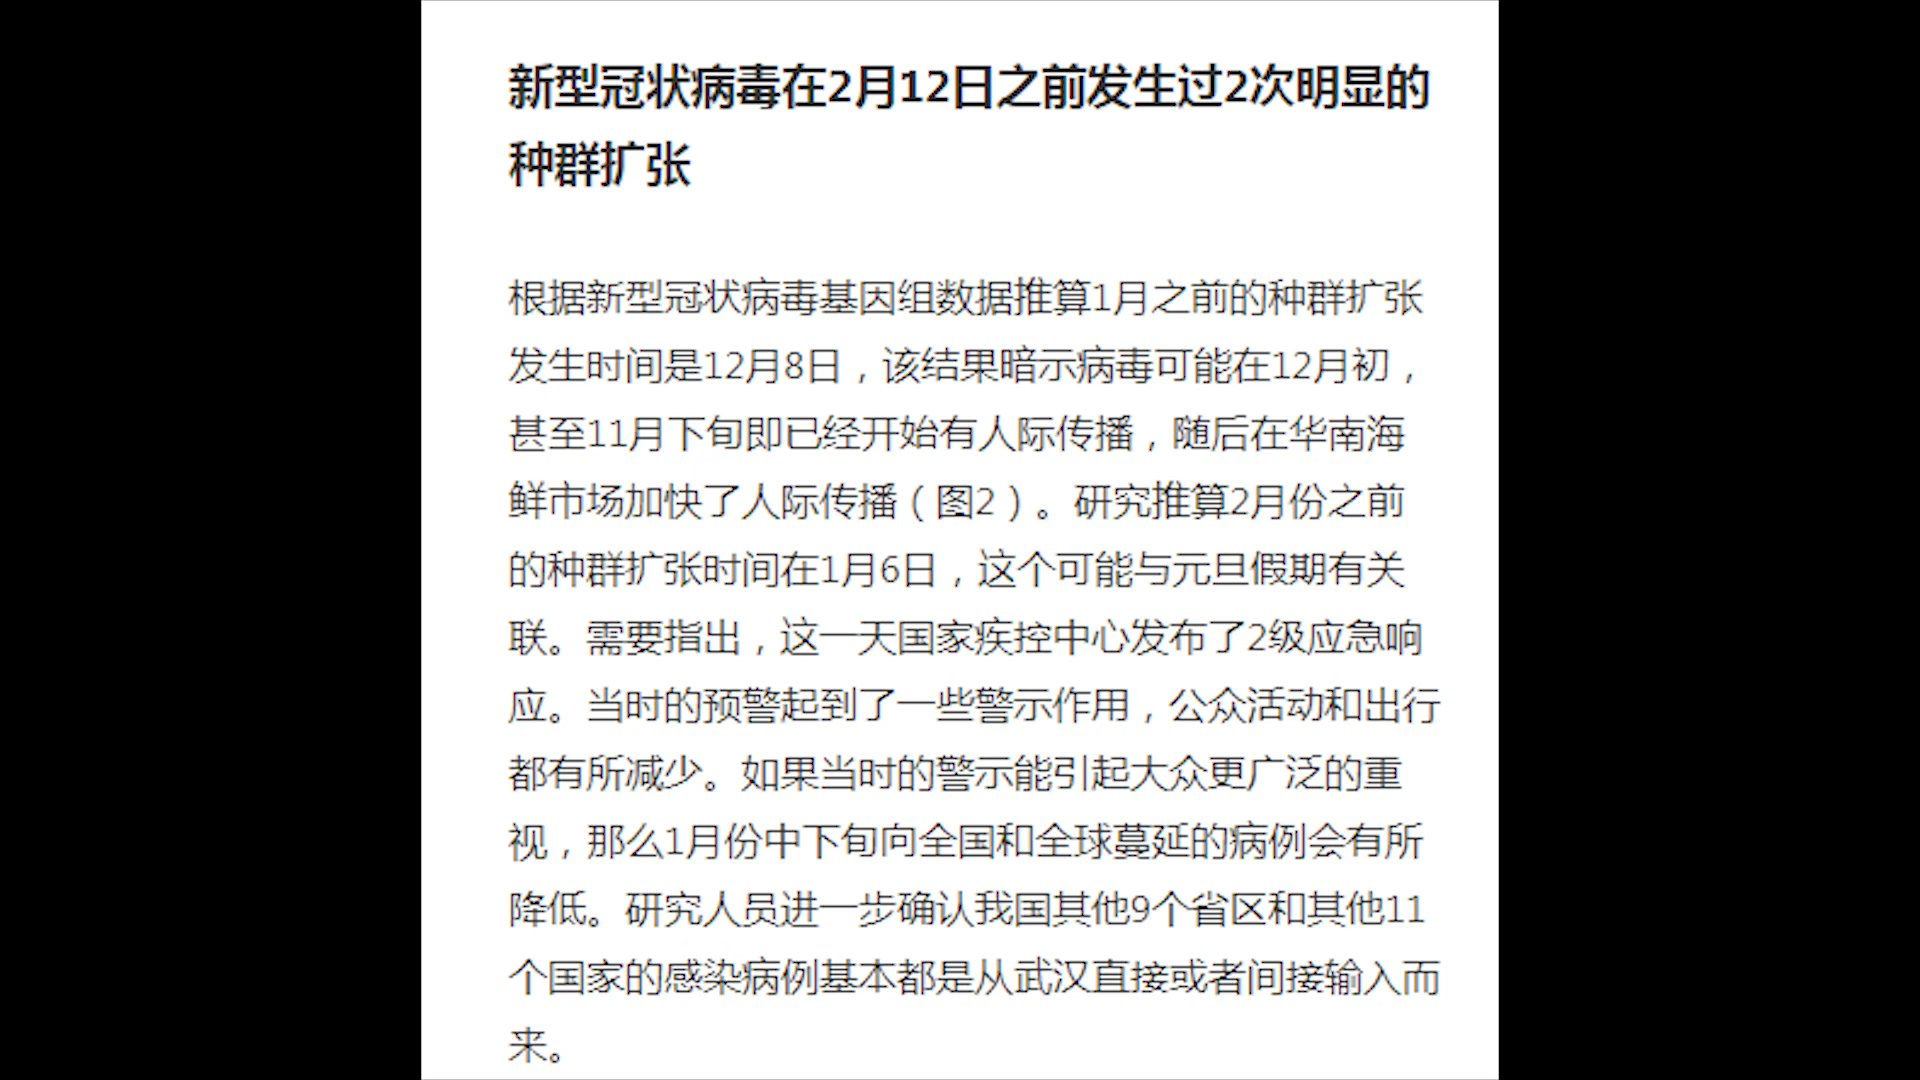 新型冠状病毒在2月12日之前发生过2次明显的
种群扩张
根据新型冠状病毒基因组数据推算1月之前的种群扩张
发生时间是12月8日，该结果暗示病毒可能在12月初，
甚至11月下旬即已经开始有人际传播，随后在华南海
鲜市场加快了人际传播（图2）。研究推算2月份之前
的种群扩张时间在1月6日，这个可能与元旦假期有关
联。需要指出，这一天国家疾控中心发布了2级应急响
应。当时的预警起到了一些警示作用，公众活动和出行
都有所减少。如果当时的警示能引起大众更广泛的重
视，那么1月份中下旬向全国和全球蔓延的病例会有所
降低。研究人员进一步确认我国其他9个省区和其他11
个国家的感染病例基本都是从武汉直接或者间接输入而
来。